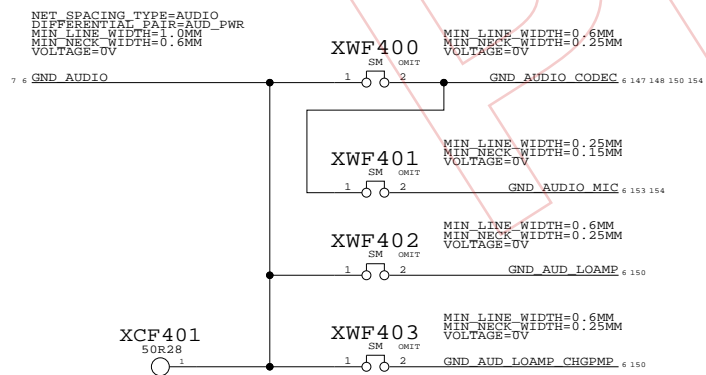 NET_SPACING_TYPE=AUDIO
DIFFERENTIAL_PAIR=AUD_PWR
MIN_LINE_WIDTH=1.0MM
MIN_NECK_WIDTH=0.6MM
VOLTAGE=0V
7 6 GND_AUDIO
XWF400
SM OMIT
1 2
MIN_LINE_WIDTH=0.6MM
MIN_NECK_WIDTH=0.25MM
VOLTAGE=0V
GND_AUDIO_CODEC 6 147 148 150 154
XWF401
SM OMIT
1 2
MIN_LINE_WIDTH=0.25MM
MIN_NECK_WIDTH=0.15MM
VOLTAGE=0V
GND_AUDIO_MIC 6 153 154
XWF402
SM OMIT
1 2
MIN_LINE_WIDTH=0.6MM
MIN_NECK_WIDTH=0.25MM
VOLTAGE=0V
GND_AUD_LOAMP 6 150
XCF401
50R28
1
XWF403
SM OMIT
1 2
MIN_LINE_WIDTH=0.6MM
MIN_NECK_WIDTH=0.25MM
VOLTAGE=0V
GND_AUD_LOAMP_CHGPMP 6 150